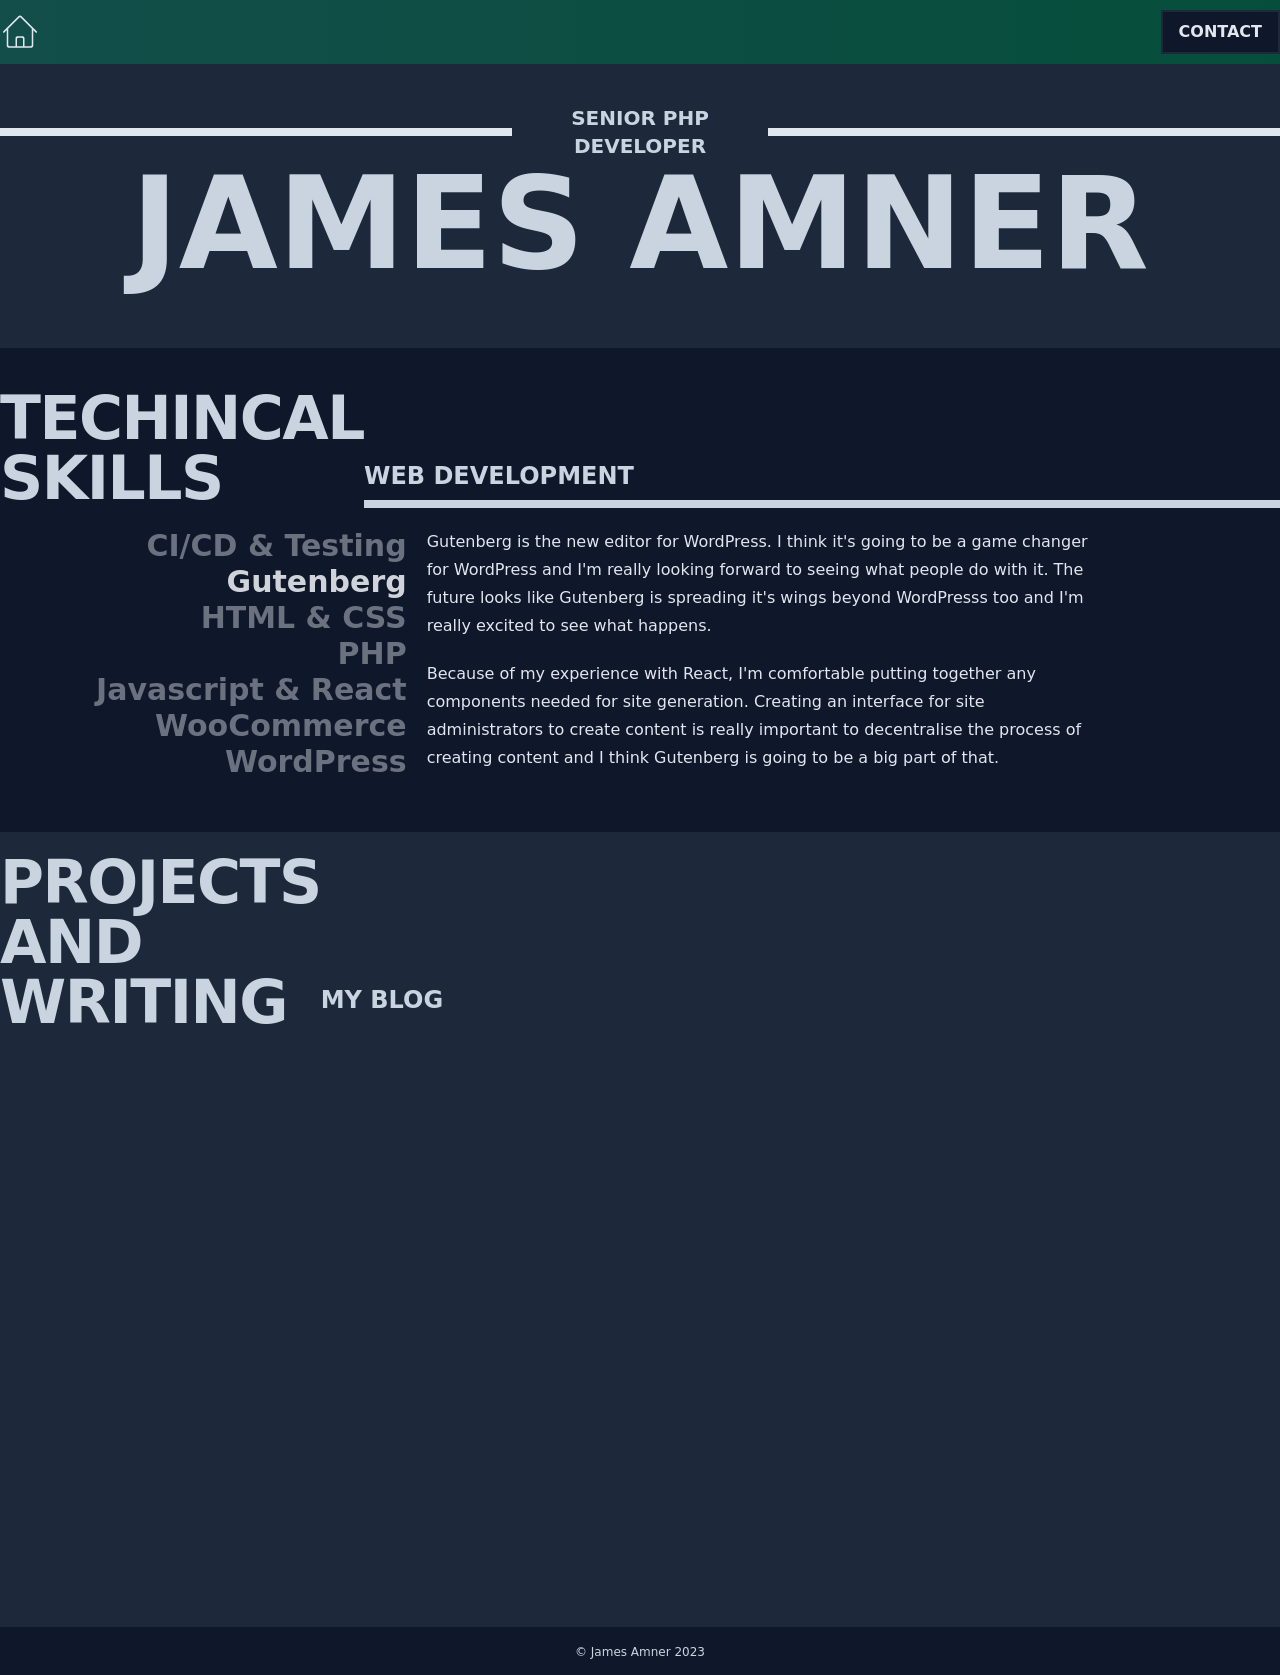 CONTACT
SENIOR PHP
DEVELOPER
JAMES AMNER
TECHINCAL
SKILLS
WEB DEVELOPMENT
CI/CD & Testing
Gutenberg
HTML & CSS
PHP
Javascript & React
WooCommerce
WordPress
Gutenberg is the new editor for WordPress. I think it's going to be a game changer
for WordPress and I'm really looking forward to seeing what people do with it. The
future looks like Gutenberg is spreading it's wings beyond WordPresss too and I'm
really excited to see what happens.
Because of my experience with React, I'm comfortable putting together any
components needed for site generation. Creating an interface for site
administrators to create content is really important to decentralise the process of
creating content and I think Gutenberg is going to be a big part of that.
PROJECTS
AND
WRITING
MY BLOG
© James Amner 2023